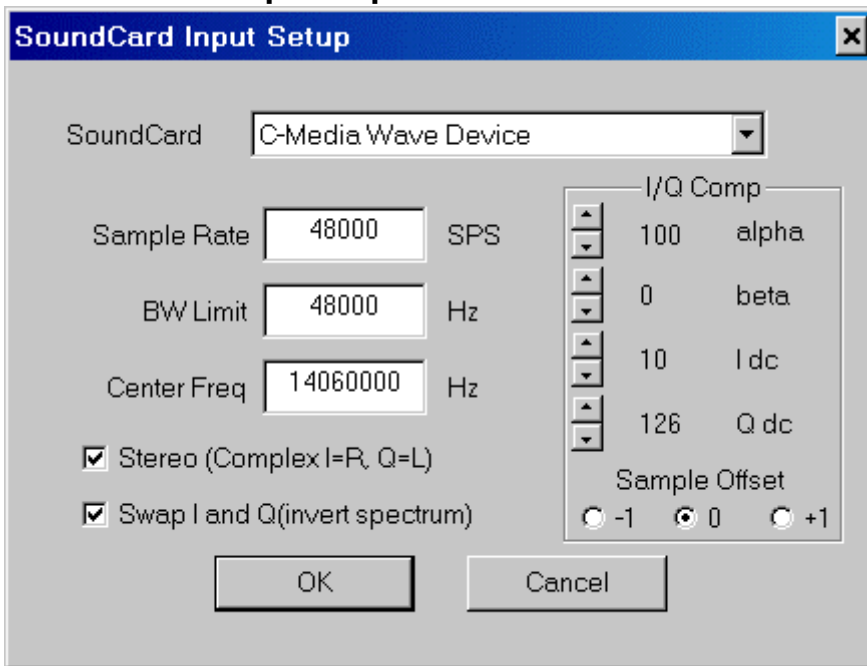 SoundCard Input Setup
SoundCard C-Media Wave Device
I/Q Comp
Sample Rate 48000 SPS
100 alpha
BW Limit 48000 Hz
0 beta
Center Freq 14060000 Hz
10 I dc
126 Q dc
Stereo (Complex I=R, Q=L)
Swap I and Q(invert spectrum)
Sample Offset
-1 0 +1
OK Cancel